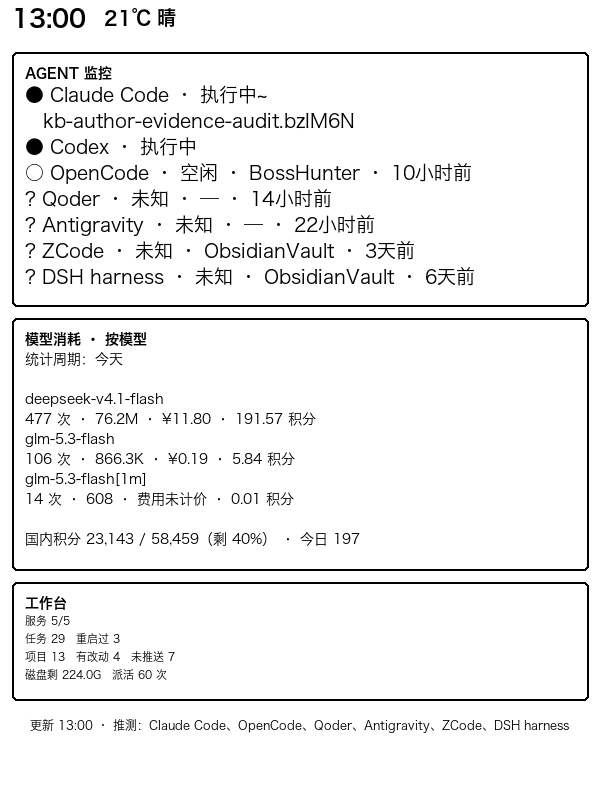 13:00 21℃ 晴
AGENT 监控
● Claude Code · 执行中~
kb-author-evidence-audit.bzIM6N
● Codex · 执行中
○ OpenCode · 空闲 · BossHunter · 10小时前
? Qoder · 未知 · — · 14小时前
? Antigravity · 未知 · — · 22小时前
? ZCode · 未知 · ObsidianVault · 3天前
? DSH harness · 未知 · ObsidianVault · 6天前
模型消耗 · 按模型
统计周期：今天
deepseek-v4.1-flash
477 次 · 76.2M · ¥11.80 · 191.57 积分
glm-5.3-flash
106 次 · 866.3K · ¥0.19 · 5.84 积分
glm-5.3-flash[1m]
14 次 · 608 · 费用未计价 · 0.01 积分
国内积分 23,143 / 58,459（剩 40%） · 今日 197
工作台
服务 5/5
任务 29 重启过 3
项目 13 有改动 4 未推送 7
磁盘剩 224.0G 派活 60 次
更新 13:00 · 推测：Claude Code、OpenCode、Qoder、Antigravity、ZCode、DSH harness